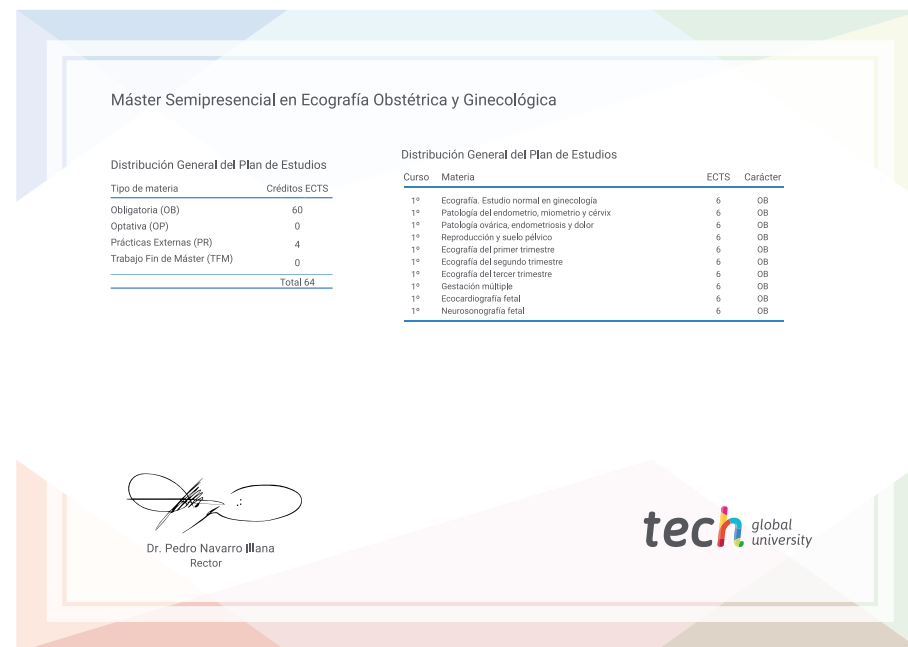 Máster Semipresencial en Ecografía Obstétrica y Ginecológica
Distribución General del Plan de Estudios
Tipo de materia Créditos ECTS
Obligatoria (OB) 60
Optativa (OP) 0
Prácticas Externas (PR) 4
Trabajo Fin de Máster (TFM) 0
Total 64
Distribución General del Plan de Estudios
Curso Materia ECTS Carácter
1º Ecografía. Estudio normal en ginecología 6 OB
1º Patología del endometrio, miometrio y cérvix 6 OB
1º Patología ovárica, endometriosis y dolor 6 OB
1º Reproducción y suelo pélvico 6 OB
1º Ecografía del primer trimestre 6 OB
1º Ecografía del segundo trimestre 6 OB
1º Ecografía del tercer trimestre 6 OB
1º Gestación múltiple 6 OB
1º Ecocardiografía fetal 6 OB
1º Neurosonografía fetal 6 OB
Dr. Pedro Navarro Illana
Rector
tech global
university